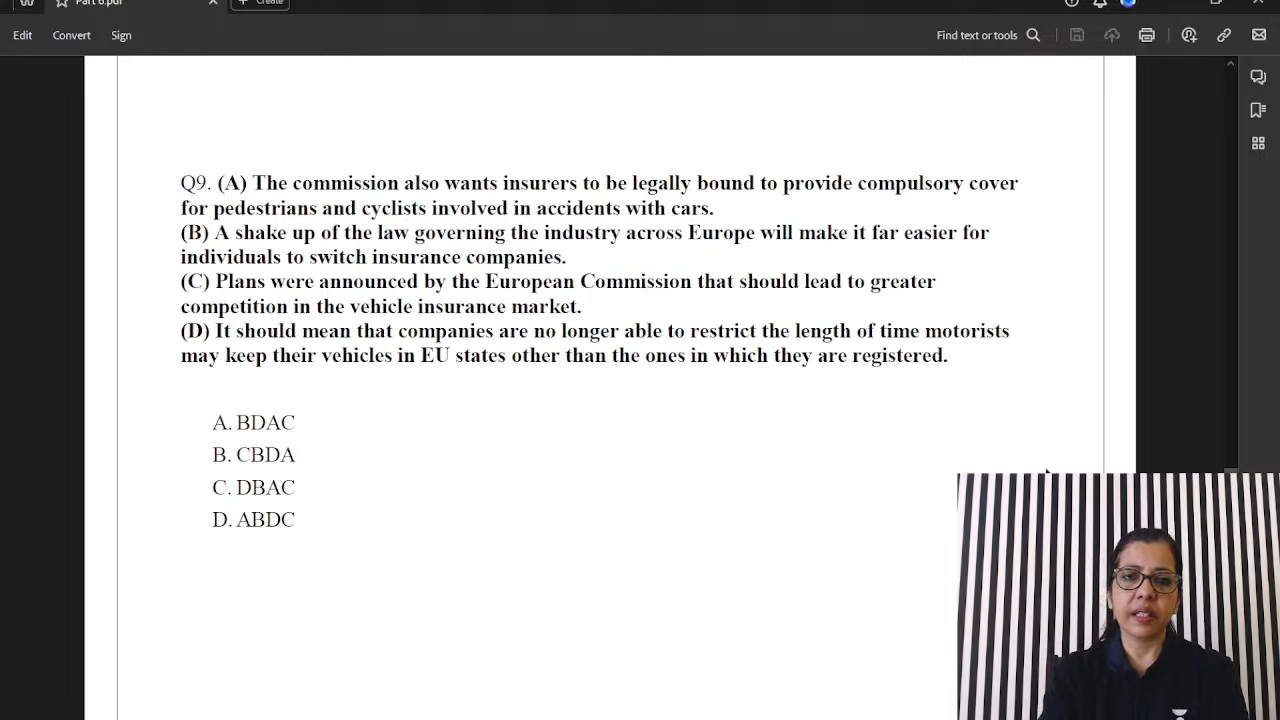 Part 6.pdf
Create
Edit Convert Sign
Find text or tools
Q9. (A) The commission also wants insurers to be legally bound to provide compulsory cover
for pedestrians and cyclists involved in accidents with cars.
(B) A shake up of the law governing the industry across Europe will make it far easier for
individuals to switch insurance companies.
(C) Plans were announced by the European Commission that should lead to greater
competition in the vehicle insurance market.
(D) It should mean that companies are no longer able to restrict the length of time motorists
may keep their vehicles in EU states other than the ones in which they are registered.
A. BDAC
B. CBDA
C. DBAC
D. ABDC